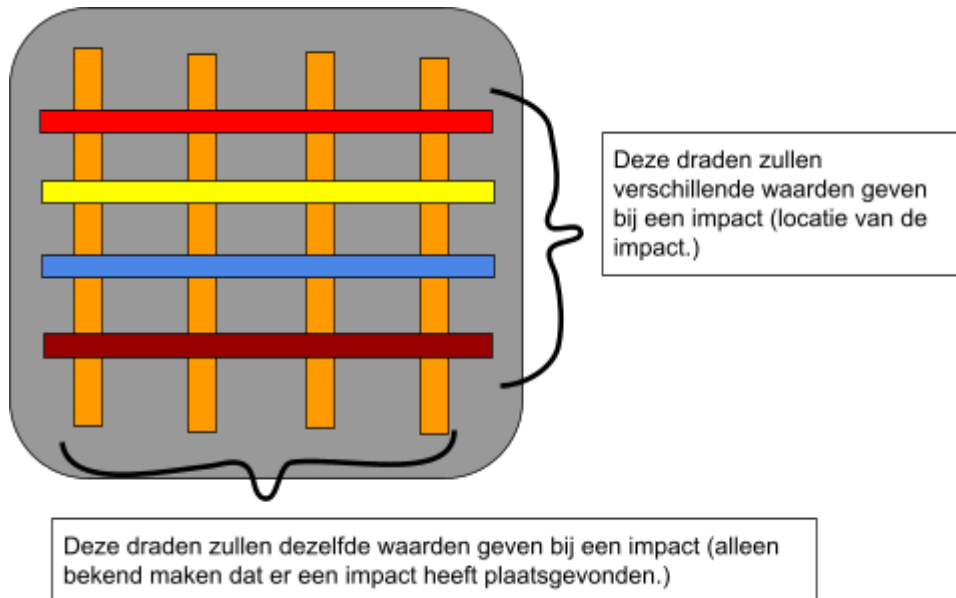 Deze draden zullen
verschillende waarden geven
bij een impact (locatie van de
impact.)
Deze draden zullen dezelfde waarden geven bij een impact (alleen
bekend maken dat er een impact heeft plaatsgevonden.)